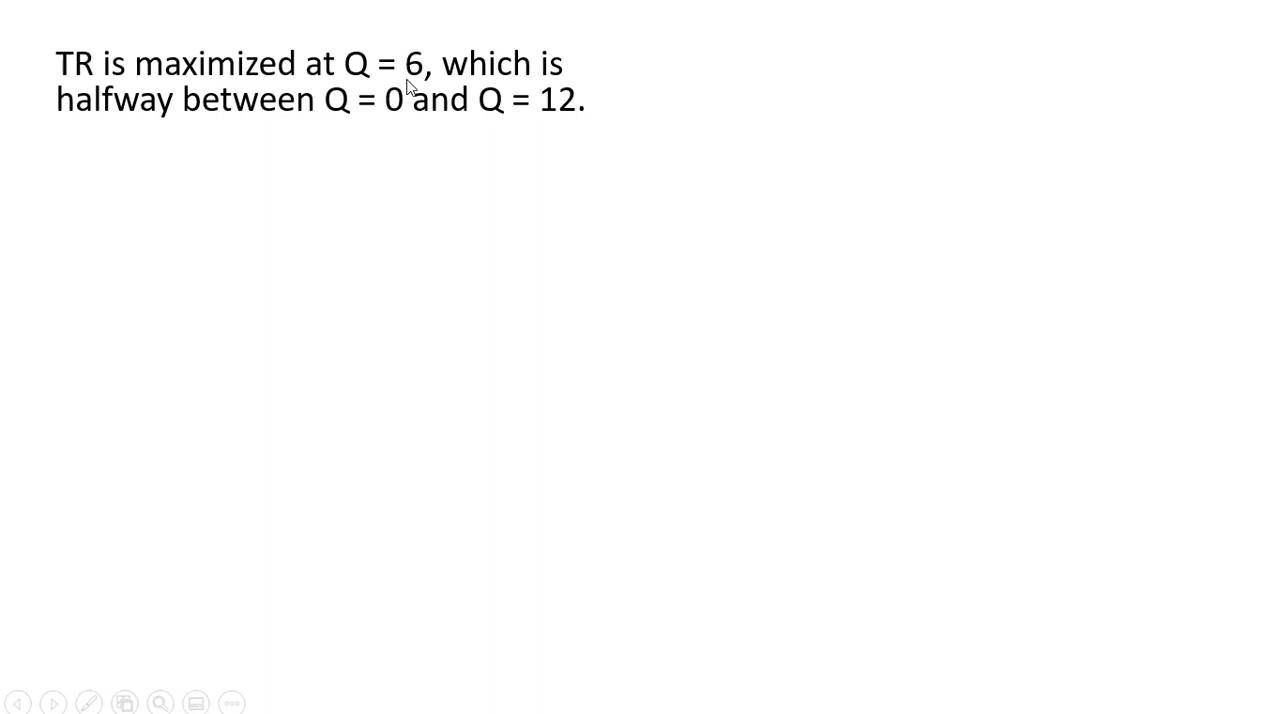 TR is maximized at Q = 6, which is
halfway between Q = 0 and Q = 12.